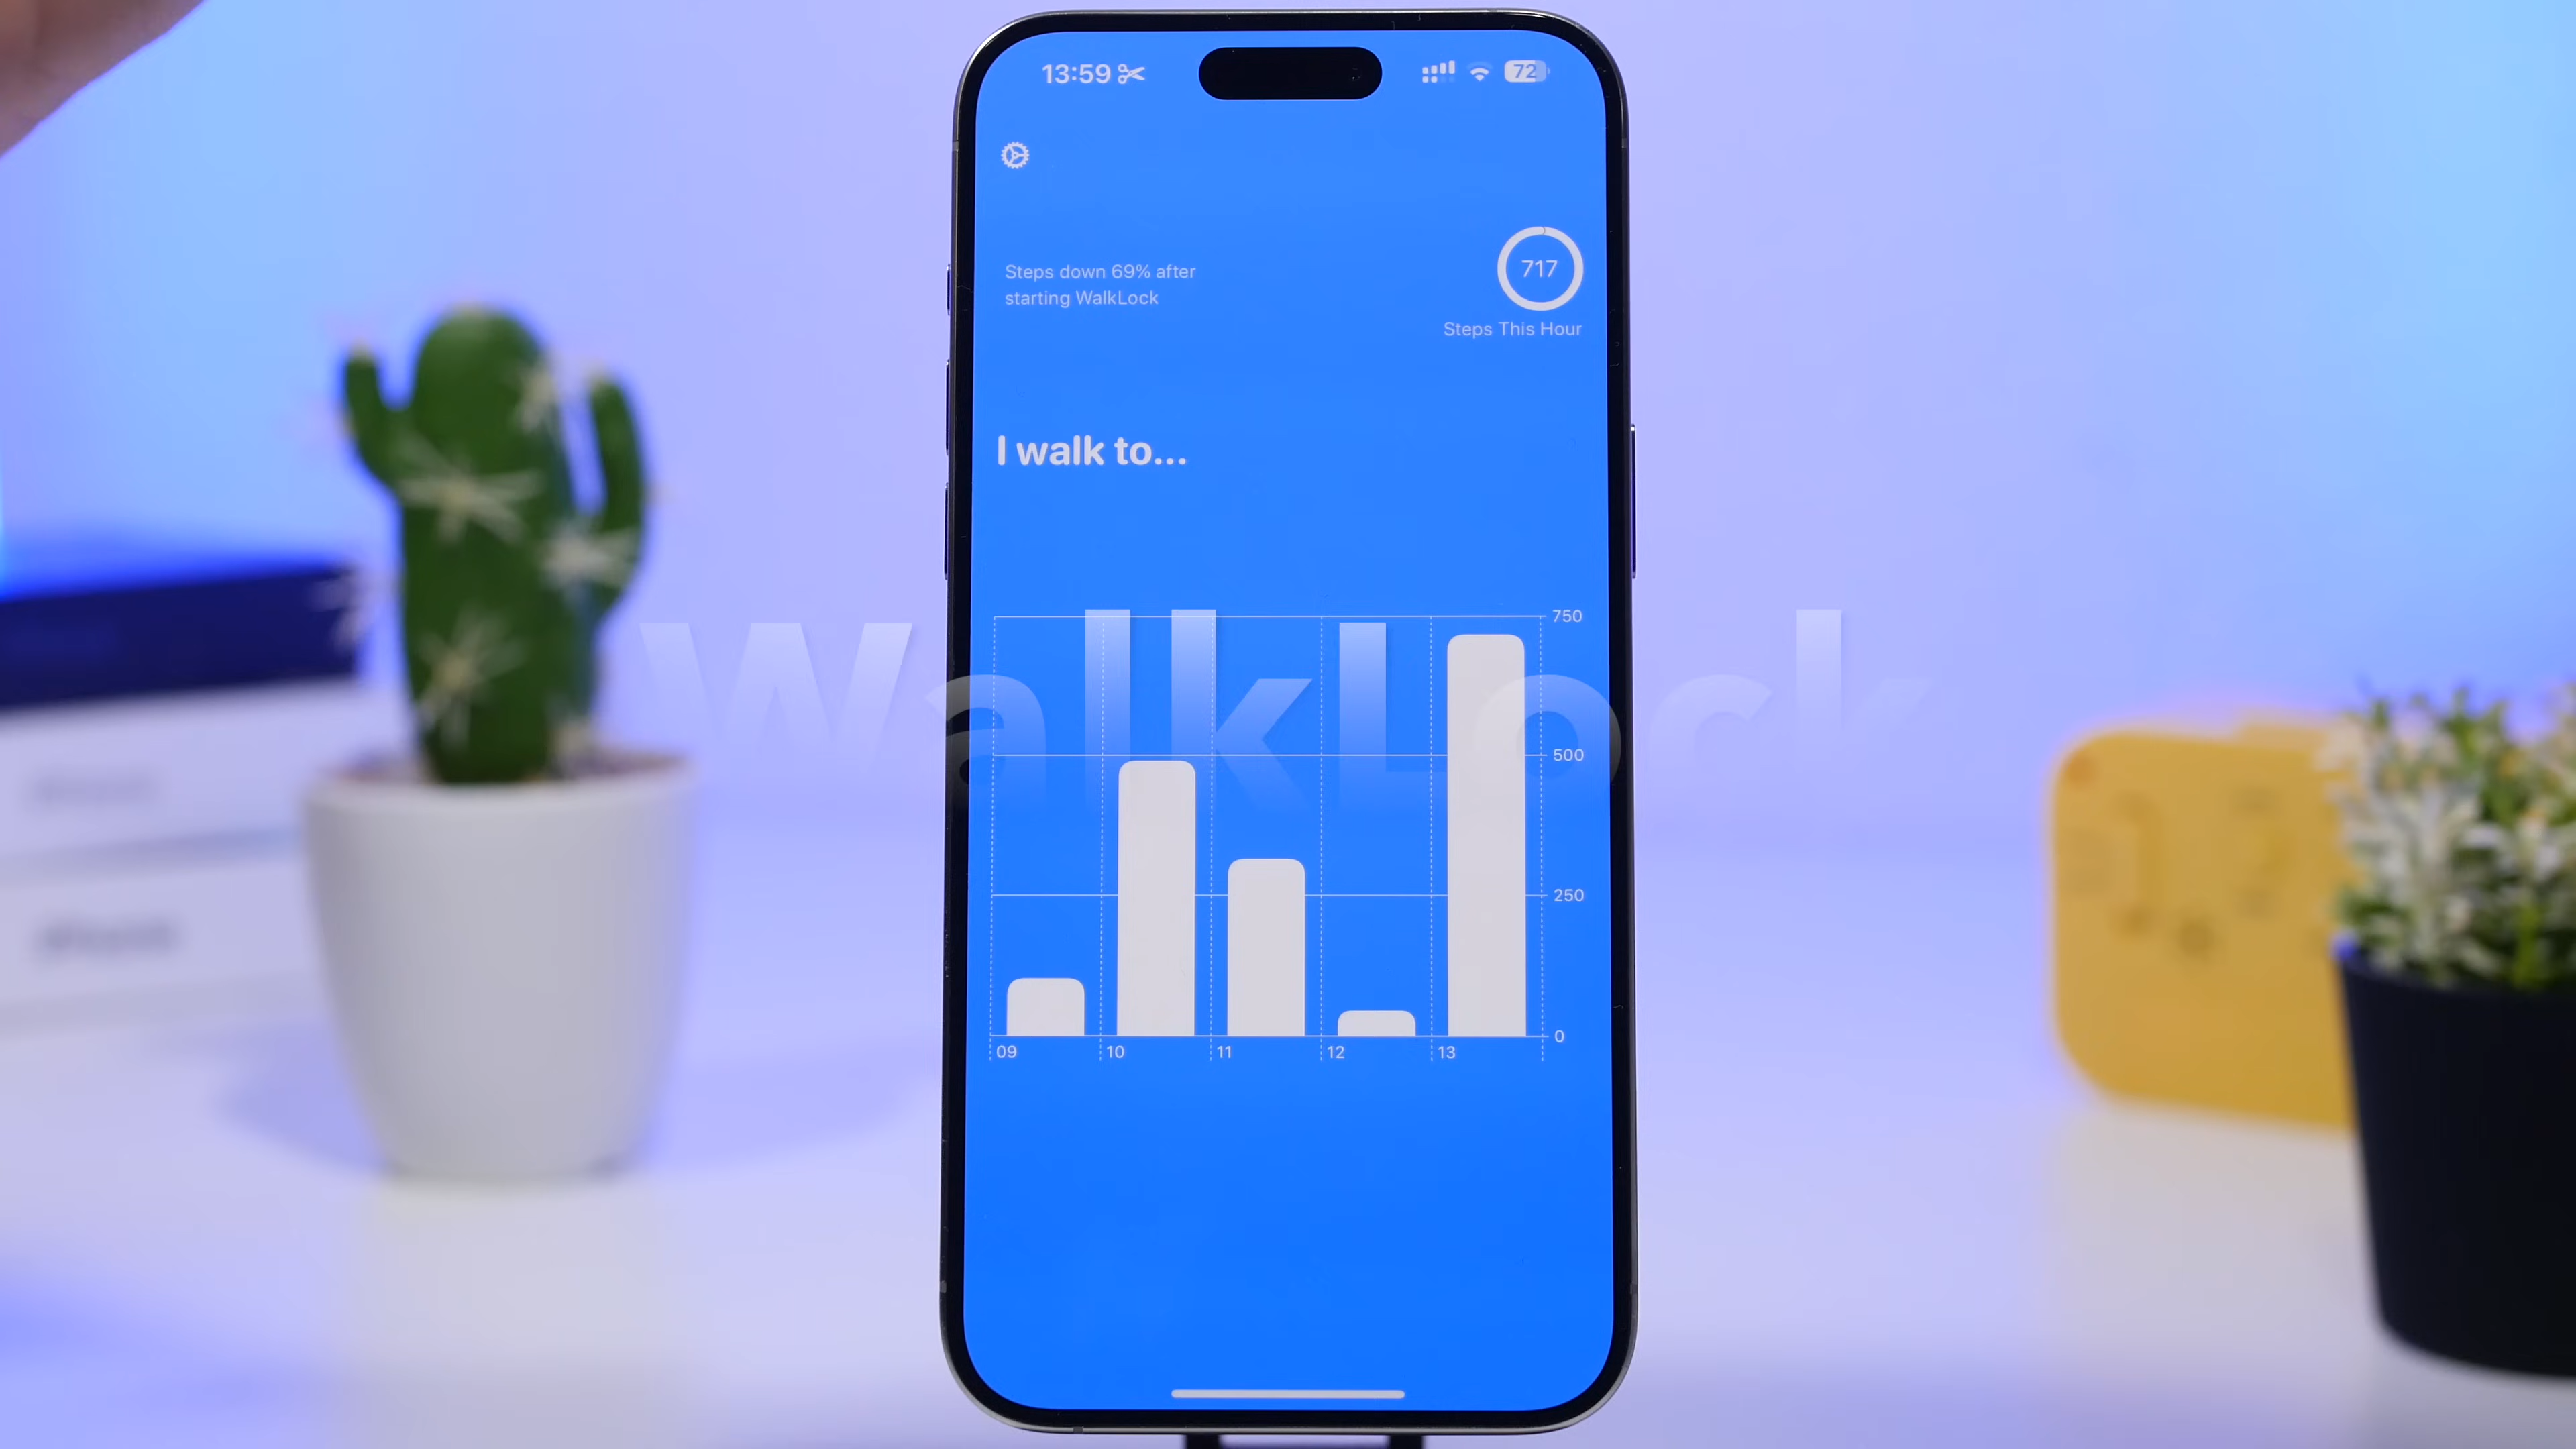 13:59
72
717
Steps down 69% after
starting WalkLock
Steps This Hour
I walk to...
WalkLock
750
500
250
0
09
10
11
12
13